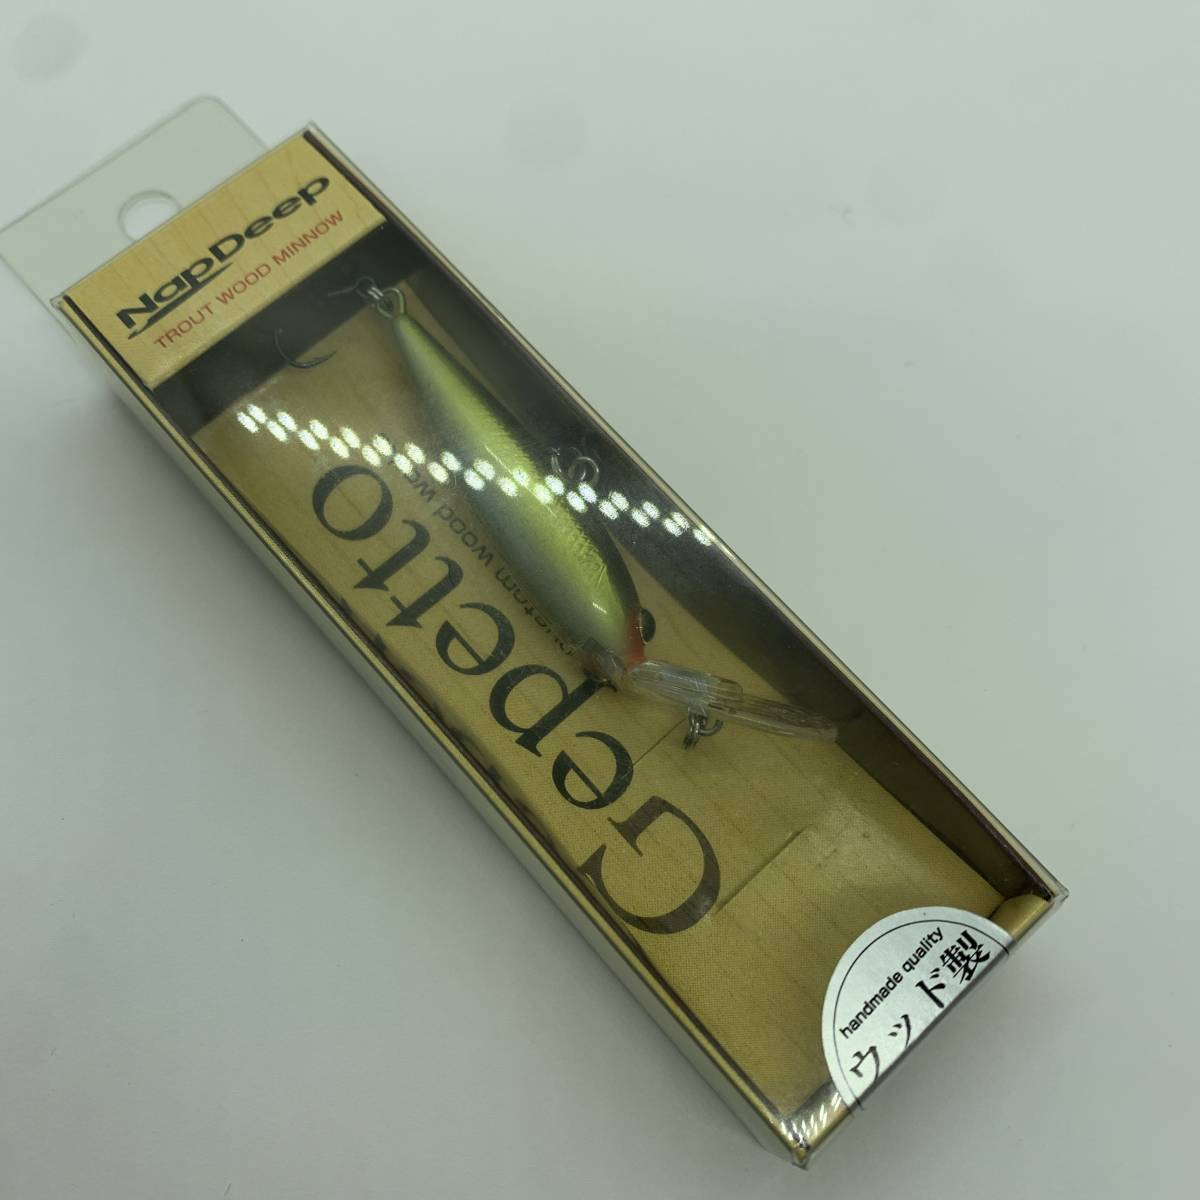 NapDeep
TROUT WOOD MINNOW
Gepetto
handmade quality
ウッド製